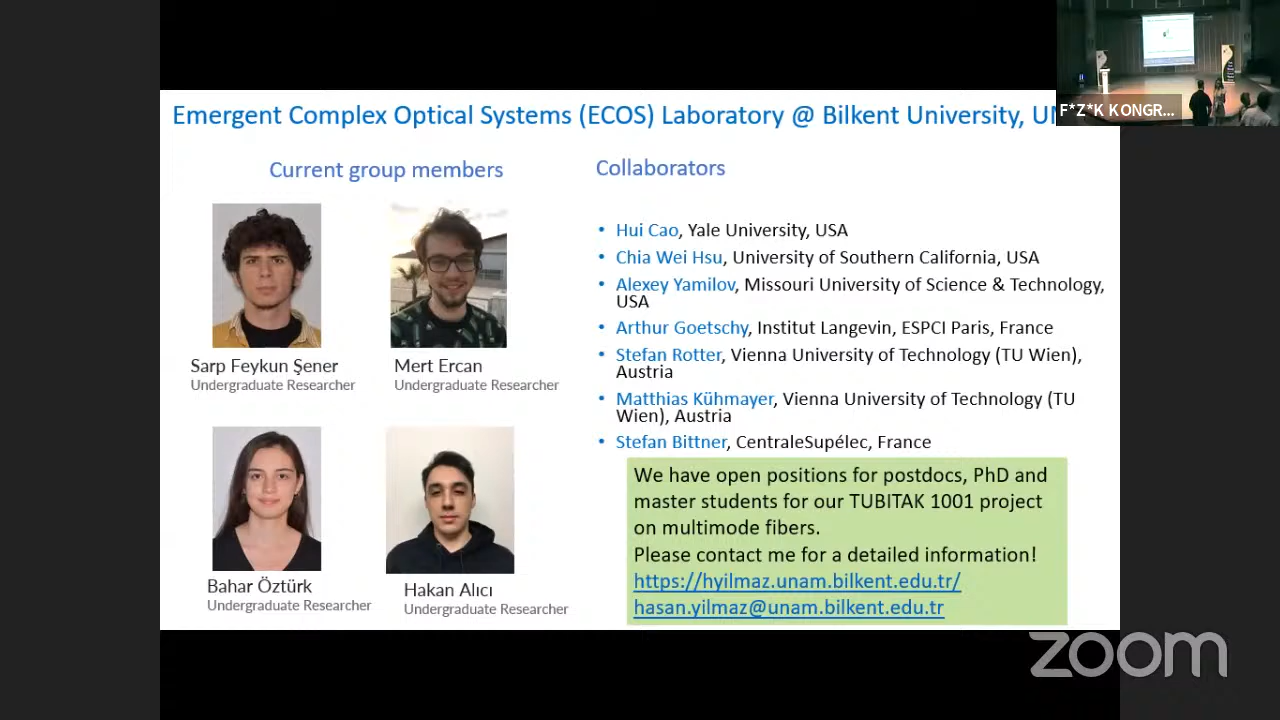 Emergent Complex Optical Systems (ECOS) Laboratory @ Bilkent University,
F*Z*K KONGR...
Current group members
Sarp Feykun Şener
Undergraduate Researcher
Mert Ercan
Undergraduate Researcher
Bahar Öztürk
Undergraduate Researcher
Hakan Alıcı
Undergraduate Researcher
Collaborators
• Hui Cao, Yale University, USA
• Chia Wei Hsu, University of Southern California, USA
• Alexey Yamilov, Missouri University of Science & Technology,
USA
• Arthur Goetschy, Institut Langevin, ESPCI Paris, France
• Stefan Rotter, Vienna University of Technology (TU Wien),
Austria
• Matthias Kühmayer, Vienna University of Technology (TU
Wien), Austria
• Stefan Bittner, CentraleSupélec, France
We have open positions for postdocs, PhD and
master students for our TUBITAK 1001 project
on multimode fibers.
Please contact me for a detailed information!
https://hyilmaz.unam.bilkent.edu.tr/
hasan.yilmaz@unam.bilkent.edu.tr
zoom